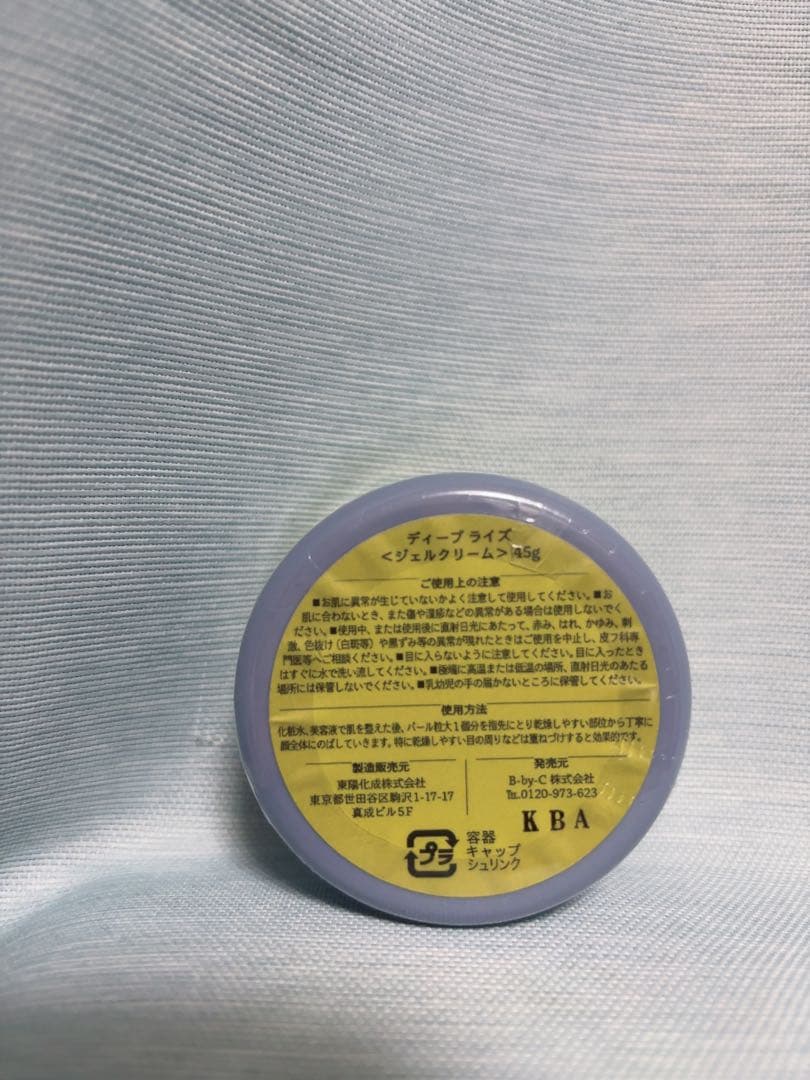 ディープ ライズ
＜ジェルクリーム＞ 45g
ご使用上の注意
■お肌に異常が生じていないかよく注意して使用してください。■お
肌に合わないとき、また傷や湿疹などの異常がある場合は使用しないでく
ださい。■使用中、または使用後に直射日光にあたって、赤み、はれ、かゆみ、刺
激、色抜け（白斑等）や黒ずみ等の異常が現れたときはご使用を中止し、皮フ科専
門医等へご相談ください。■目に入らないように注意してください。目に入ったとき
はすぐに水で洗い流してください。■極端に高温または低温の場所、直射日光のあたる
場所には保管しないでください。■乳幼児の手の届かないところに保管してください。
使用方法
化粧水、美容液で肌を整えた後、パール粒大１個分を指先にとり乾燥しやすい部位から丁寧に
顔全体にのばしていきます。特に乾燥しやすい目の周りなどは重ねづけすると効果的です。
製造販売元
東陽化成株式会社
東京都世田谷区駒沢1-17-17
真成ビル5F
発売元
B-by-C 株式会社
℡.0120-973-623
KBA
プラ
容器
キャップ
シュリンク